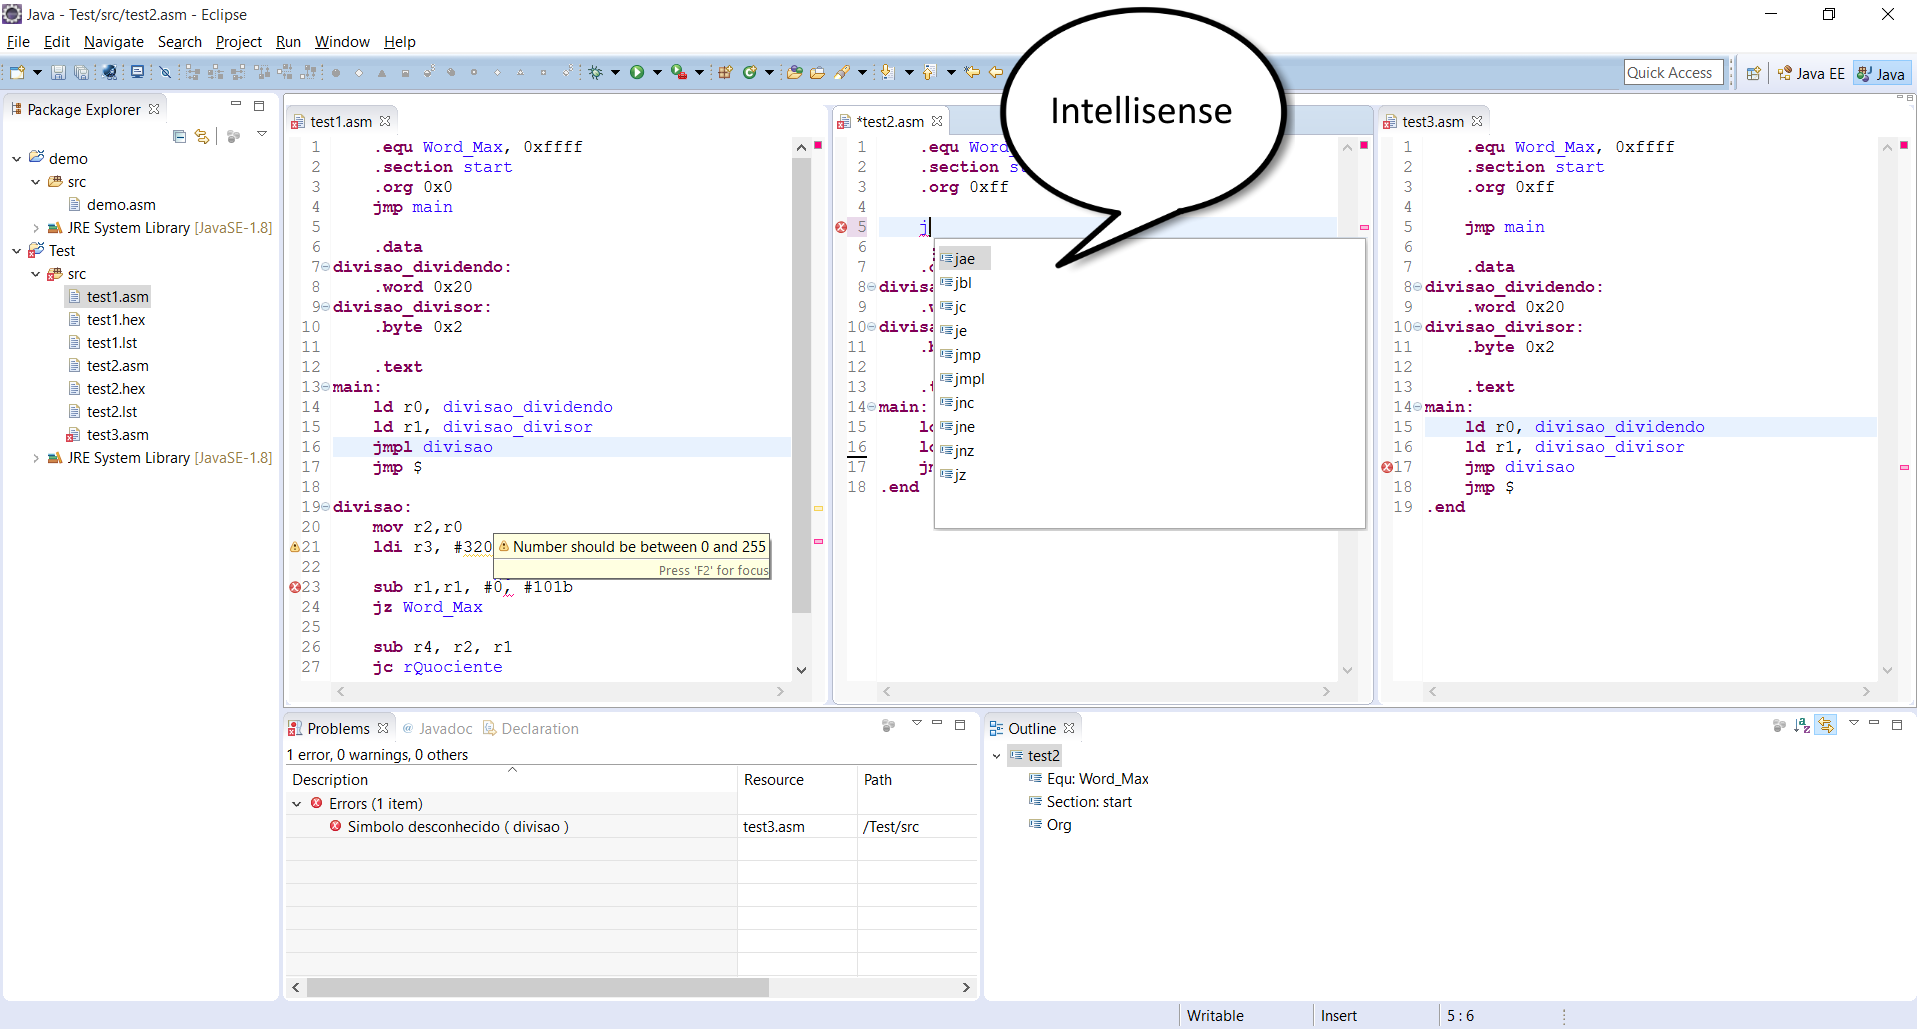 Java - Test/src/test2.asm - Eclipse
File Edit Navigate Search Project Run Window Help
Quick Access
Java EE
Java
Package Explorer
demo
src
demo.asm
JRE System Library [JavaSE-1.8]
Test
src
test1.asm
test1.hex
test1.lst
test2.asm
test2.hex
test2.lst
test3.asm
JRE System Library [JavaSE-1.8]
test1.asm
1 .equ Word_Max, 0xffff
2 .section start
3 .org 0x0
4 jmp main
5
6 .data
7 divisao_dividendo:
8 .word 0x20
9 divisao_divisor:
10 .byte 0x2
11
12 .text
13 main:
14 ld r0, divisao_dividendo
15 ld r1, divisao_divisor
16 jmpl divisao
17 jmp $
18
19 divisao:
20 mov r2,r0
21 ldi r3, #320
22
23 sub r1,r1, #0, #101b
24 jz Word_Max
25
26 sub r4, r2, r1
27 jc rQuociente
Number should be between 0 and 255
Press 'F2' for focus
*test2.asm
1 .equ Word
2 .section s
3 .org 0xff
4
5 j
6
7 .
8 divisa
9 .
10 divisa
11 .
12
13 .
14 main:
15 l
16 l
17 j
18 .end
jae
jbl
jc
je
jmp
jmpl
jnc
jne
jnz
jz
Intellisense
test3.asm
1 .equ Word_Max, 0xffff
2 .section start
3 .org 0xff
4
5 jmp main
6
7 .data
8 divisao_dividendo:
9 .word 0x20
10 divisao_divisor:
11 .byte 0x2
12
13 .text
14 main:
15 ld r0, divisao_dividendo
16 ld r1, divisao_divisor
17 jmp divisao
18 jmp $
19 .end
Problems @ Javadoc Declaration
1 error, 0 warnings, 0 others
Description Resource Path
Errors (1 item)
Simbolo desconhecido ( divisao ) test3.asm /Test/src
Outline
test2
Equ: Word_Max
Section: start
Org
Writable Insert 5 : 6